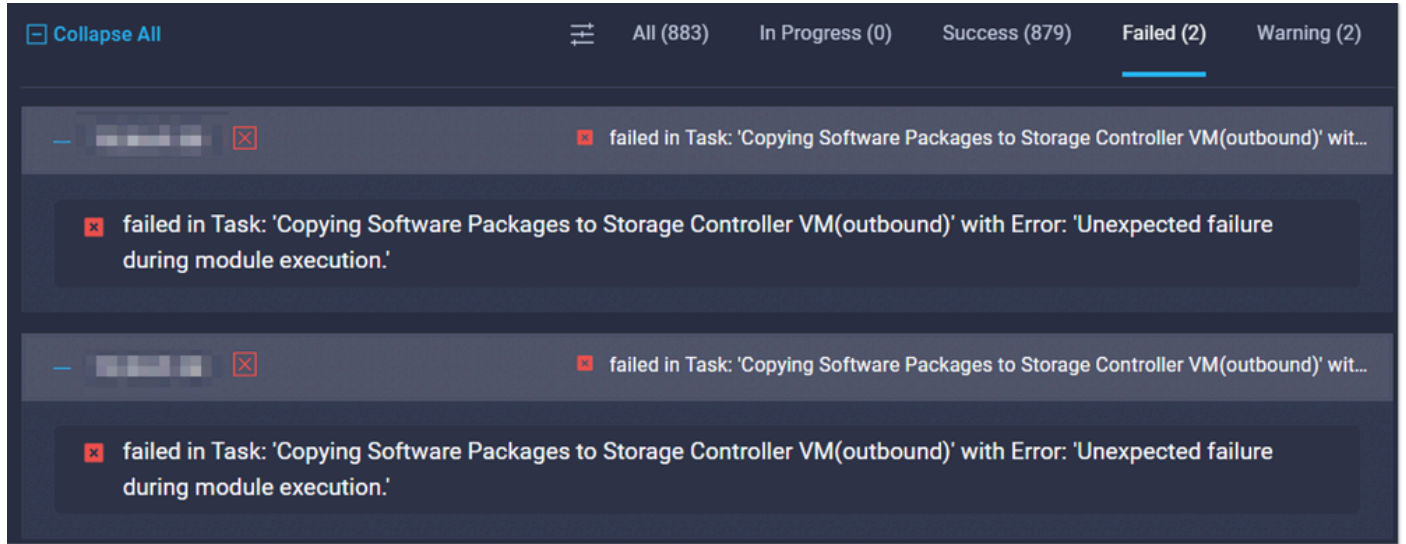 Collapse All All (883) In Progress (0) Success (879) Failed (2) Warning (2)
failed in Task: 'Copying Software Packages to Storage Controller VM(outbound)' wit...
failed in Task: 'Copying Software Packages to Storage Controller VM(outbound)' with Error: 'Unexpected failure
during module execution.'
failed in Task: 'Copying Software Packages to Storage Controller VM(outbound)' wit...
failed in Task: 'Copying Software Packages to Storage Controller VM(outbound)' with Error: 'Unexpected failure
during module execution.'